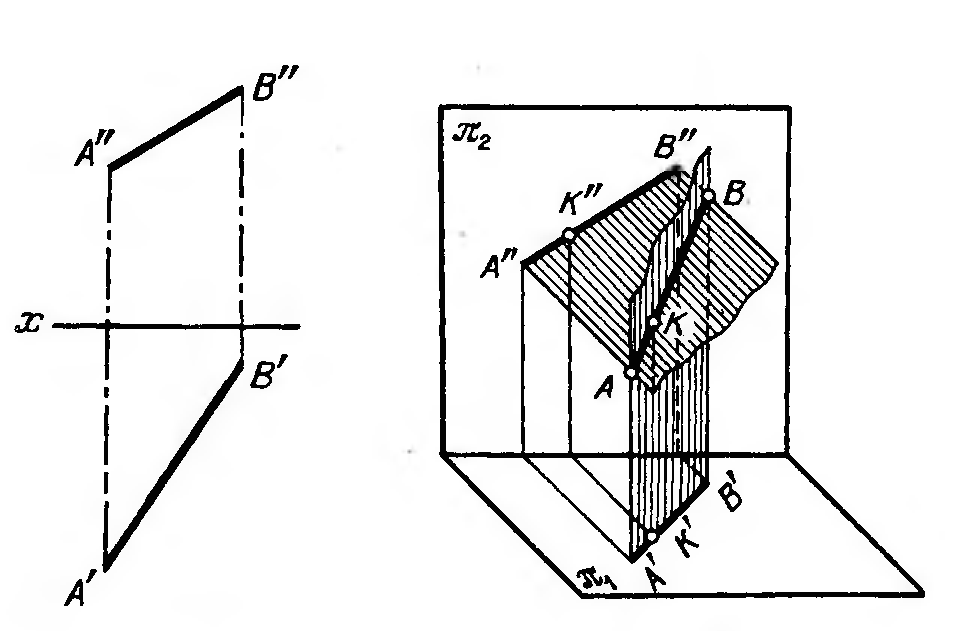 B″
A″
x
B′
A′
π₂
B″
K″
B
A″
K
A
B′
K′
A′
π₁